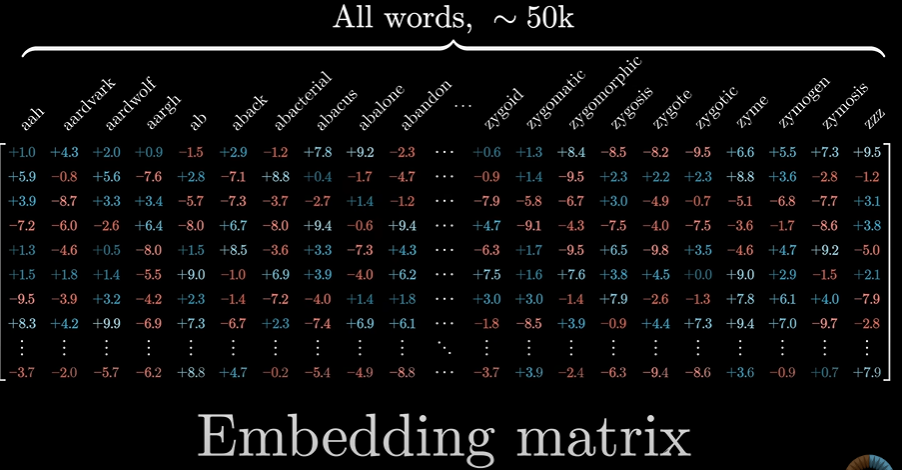 All words, ~ 50k
aah aardvark aardwolf aargh ab aback abacterial abacus abalone abandon ⋯ zygoid zygomatic zygomorphic zygosis zygote zygotic zyme zymogen zymosis zzz
+1.0 +4.3 +2.0 +0.9 −1.5 +2.9 −1.2 +7.8 +9.2 −2.3 ⋯ +0.6 +1.3 +8.4 −8.5 −8.2 −9.5 +6.6 +5.5 +7.3 +9.5
+5.9 −0.8 +5.6 −7.6 +2.8 −7.1 +8.8 +0.4 −1.7 −4.7 ⋯ −0.9 +1.4 −9.5 +2.3 +2.2 +2.3 +8.8 +3.6 −2.8 −1.2
+3.9 −8.7 +3.3 +3.4 −5.7 −7.3 −3.7 −2.7 +1.4 −1.2 ⋯ −7.9 −5.8 −6.7 +3.0 −4.9 −0.7 −5.1 −6.8 −7.7 +3.1
−7.2 −6.0 −2.6 +6.4 −8.0 +6.7 −8.0 +9.4 −0.6 +9.4 ⋯ +4.7 −9.1 −4.3 −7.5 −4.0 −7.5 −3.6 −1.7 −8.6 +3.8
+1.3 −4.6 +0.5 −8.0 +1.5 +8.5 −3.6 +3.3 −7.3 +4.3 ⋯ −6.3 +1.7 −9.5 +6.5 −9.8 +3.5 −4.6 +4.7 +9.2 −5.0
+1.5 +1.8 +1.4 −5.5 +9.0 −1.0 +6.9 +3.9 −4.0 +6.2 ⋯ +7.5 +1.6 +7.6 +3.8 +4.5 +0.0 +9.0 +2.9 −1.5 +2.1
−9.5 −3.9 +3.2 −4.2 +2.3 −1.4 −7.2 −4.0 +1.4 +1.8 ⋯ +3.0 +3.0 −1.4 +7.9 −2.6 −1.3 +7.8 +6.1 +4.0 −7.9
+8.3 +4.2 +9.9 −6.9 +7.3 −6.7 +2.3 −7.4 +6.9 +6.1 ⋯ −1.8 −8.5 +3.9 −0.9 +4.4 +7.3 +9.4 +7.0 −9.7 −2.8
⋮ ⋮ ⋮ ⋮ ⋮ ⋮ ⋮ ⋮ ⋮ ⋮ ⋱ ⋮ ⋮ ⋮ ⋮ ⋮ ⋮ ⋮ ⋮ ⋮ ⋮
−3.7 −2.0 −5.7 −6.2 +8.8 +4.7 −0.2 −5.4 −4.9 −8.8 ⋯ −3.7 +3.9 −2.4 −6.3 −9.4 −8.6 +3.6 −0.9 +0.7 +7.9
Embedding matrix